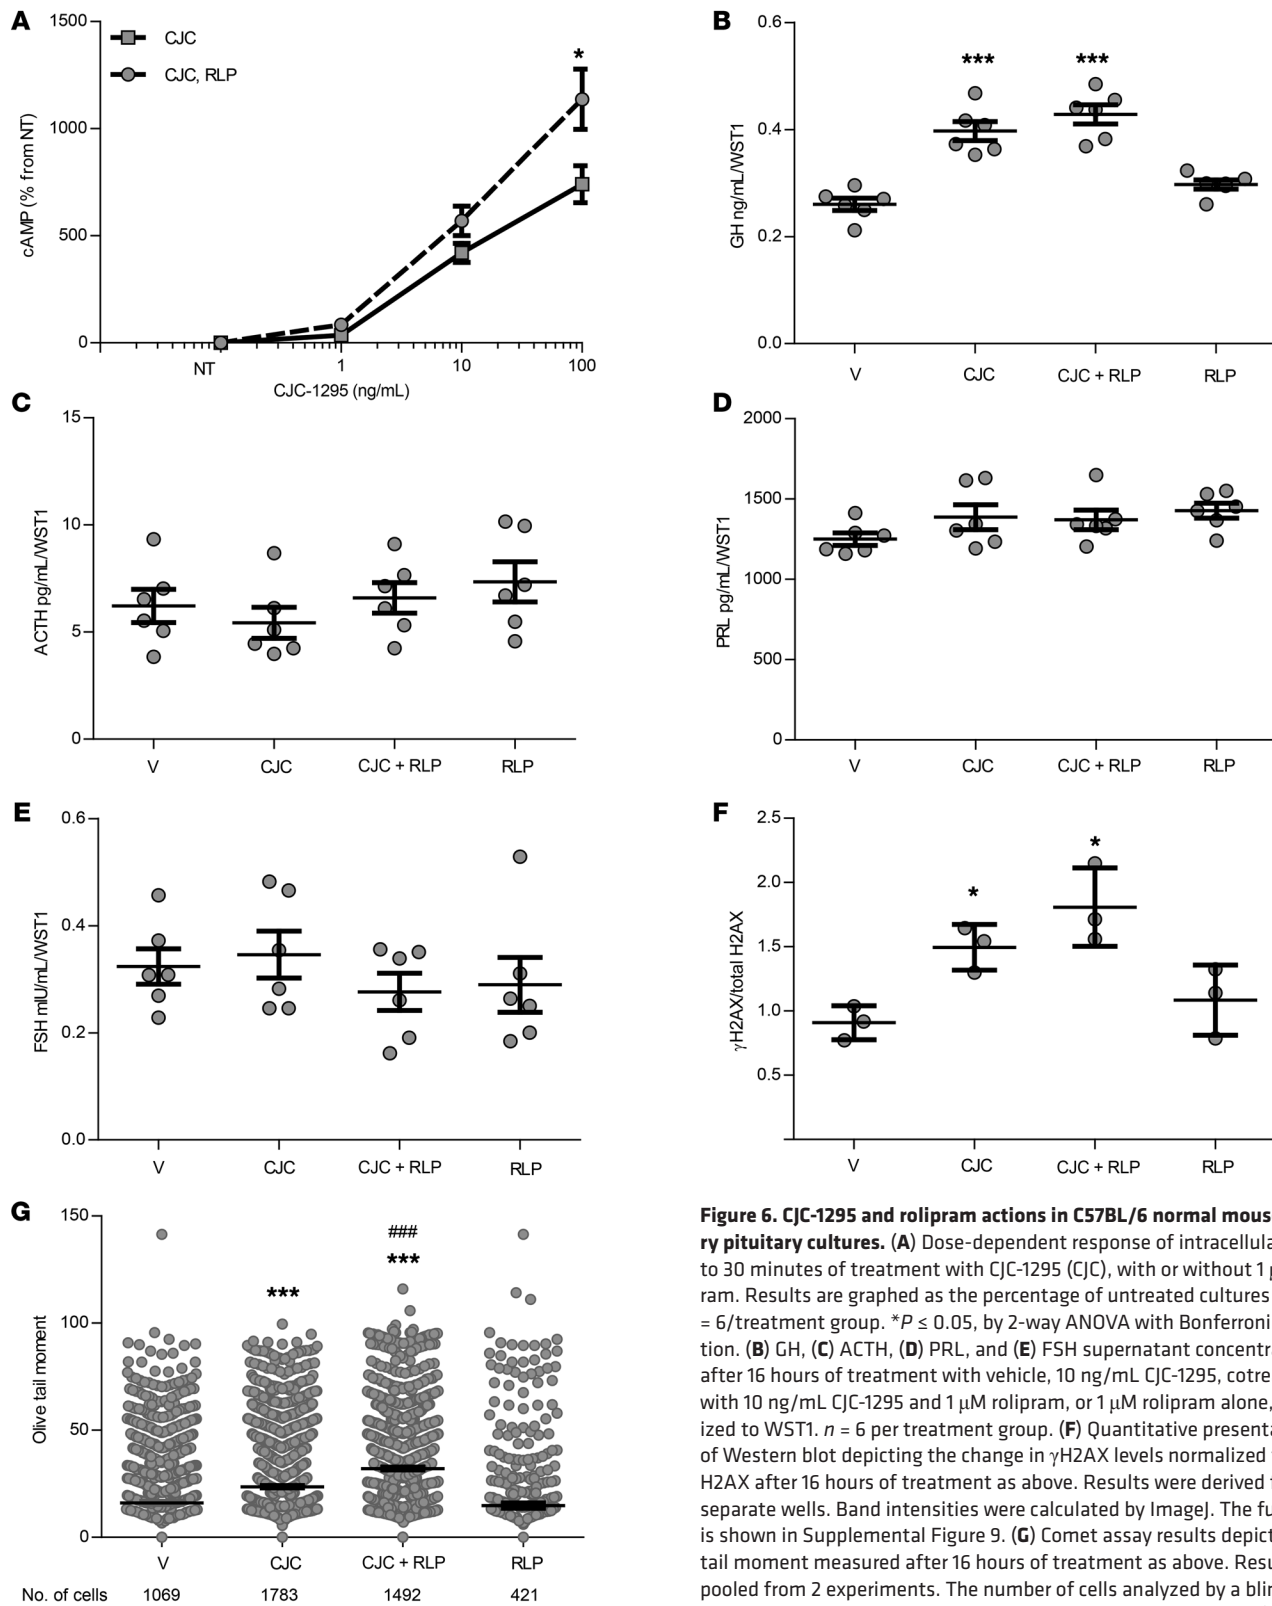 A
1500
1000
500
0
cAMP (% from NT)
CJC
CJC, RLP
*
NT
1
10
100
CJC-1295 (ng/mL)
B
0.6
0.4
0.2
0.0
GH ng/mL/WST1
***
***
V
CJC
CJC + RLP
RLP
C
15
10
5
0
ACTH pg/mL/WST1
V
CJC
CJC + RLP
RLP
D
2000
1500
1000
500
0
PRL pg/mL/WST1
V
CJC
CJC + RLP
RLP
E
0.6
0.4
0.2
0.0
FSH mIU/mL/WST1
V
CJC
CJC + RLP
RLP
F
2.5
2.0
1.5
1.0
0.5
γH2AX/total H2AX
*
*
V
CJC
CJC + RLP
RLP
G
150
100
50
0
Olive tail moment
***
###
***
V
CJC
CJC + RLP
RLP
No. of cells
1069
1783
1492
421
Figure 6. CJC-1295 and rolipram actions in C57BL/6 normal mous
ry pituitary cultures. (A) Dose-dependent response of intracellula
to 30 minutes of treatment with CJC-1295 (CJC), with or without 1
ram. Results are graphed as the percentage of untreated cultures
= 6/treatment group. *P ≤ 0.05, by 2-way ANOVA with Bonferroni
tion. (B) GH, (C) ACTH, (D) PRL, and (E) FSH supernatant concentra
after 16 hours of treatment with vehicle, 10 ng/mL CJC-1295, cotre
with 10 ng/mL CJC-1295 and 1 μM rolipram, or 1 μM rolipram alone,
ized to WST1. n = 6 per treatment group. (F) Quantitative presenta
of Western blot depicting the change in γH2AX levels normalized
H2AX after 16 hours of treatment as above. Results were derived f
separate wells. Band intensities were calculated by ImageJ. The fu
is shown in Supplemental Figure 9. (G) Comet assay results depict
tail moment measured after 16 hours of treatment as above. Resu
pooled from 2 experiments. The number of cells analyzed by a blin